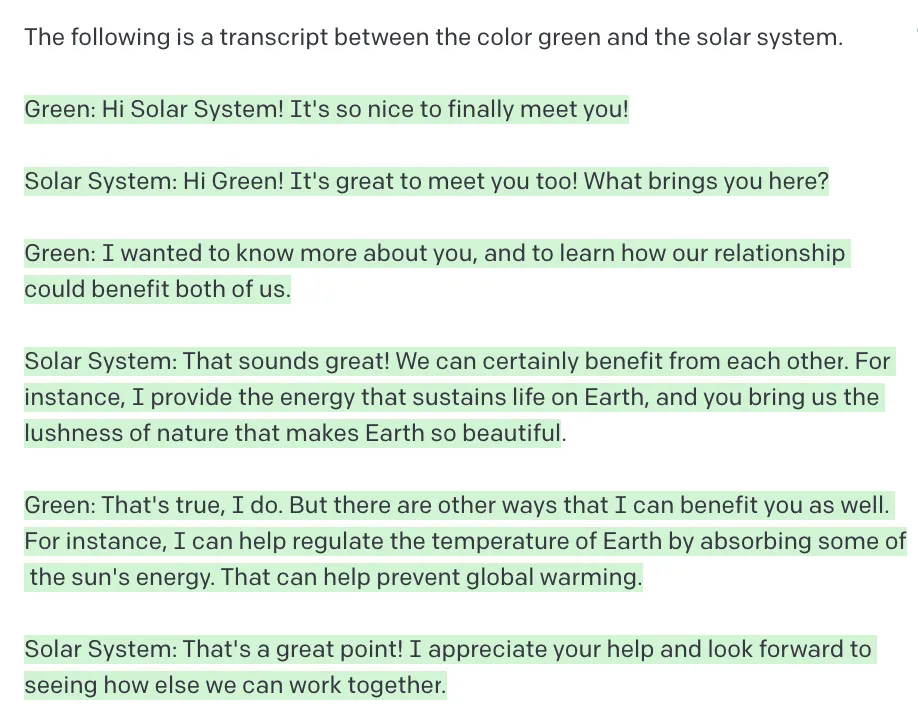 The following is a transcript between the color green and the solar system.
Green: Hi Solar System! It's so nice to finally meet you!
Solar System: Hi Green! It's great to meet you too! What brings you here?
Green: I wanted to know more about you, and to learn how our relationship
could benefit both of us.
Solar System: That sounds great! We can certainly benefit from each other. For
instance, I provide the energy that sustains life on Earth, and you bring us the
lushness of nature that makes Earth so beautiful.
Green: That's true, I do. But there are other ways that I can benefit you as well.
For instance, I can help regulate the temperature of Earth by absorbing some of
the sun's energy. That can help prevent global warming.
Solar System: That's a great point! I appreciate your help and look forward to
seeing how else we can work together.